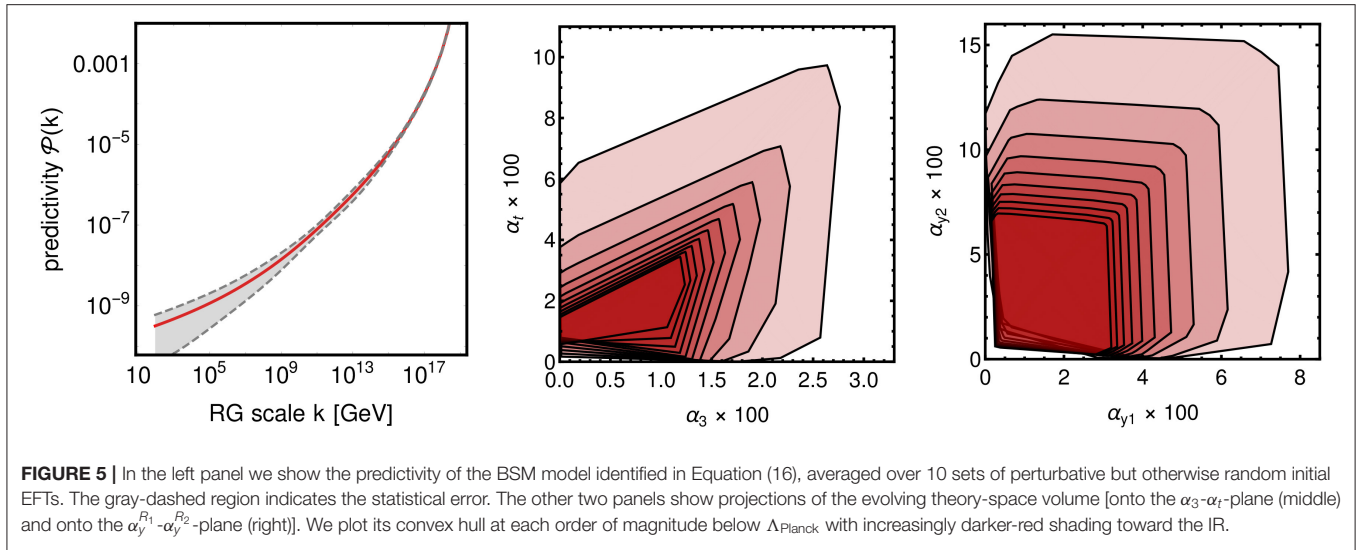 0.001
10⁻⁵
10⁻⁷
10⁻⁹
predictivity 𝒫(k)
10 10⁵ 10⁹ 10¹³ 10¹⁷
RG scale k [GeV]
10
8
6
4
2
0
α_t × 100
0.0 0.5 1.0 1.5 2.0 2.5 3.0
α_3 × 100
15
10
5
0
α_y2 × 100
0 2 4 6 8
α_y1 × 100
FIGURE 5 | In the left panel we show the predictivity of the BSM model identified in Equation (16), averaged over 10 sets of perturbative but otherwise random initial
EFTs. The gray-dashed region indicates the statistical error. The other two panels show projections of the evolving theory-space volume [onto the α_3-α_t-plane (middle)
and onto the α_y^{R_1}-α_y^{R_2}-plane (right)]. We plot its convex hull at each order of magnitude below Λ_Planck with increasingly darker-red shading toward the IR.